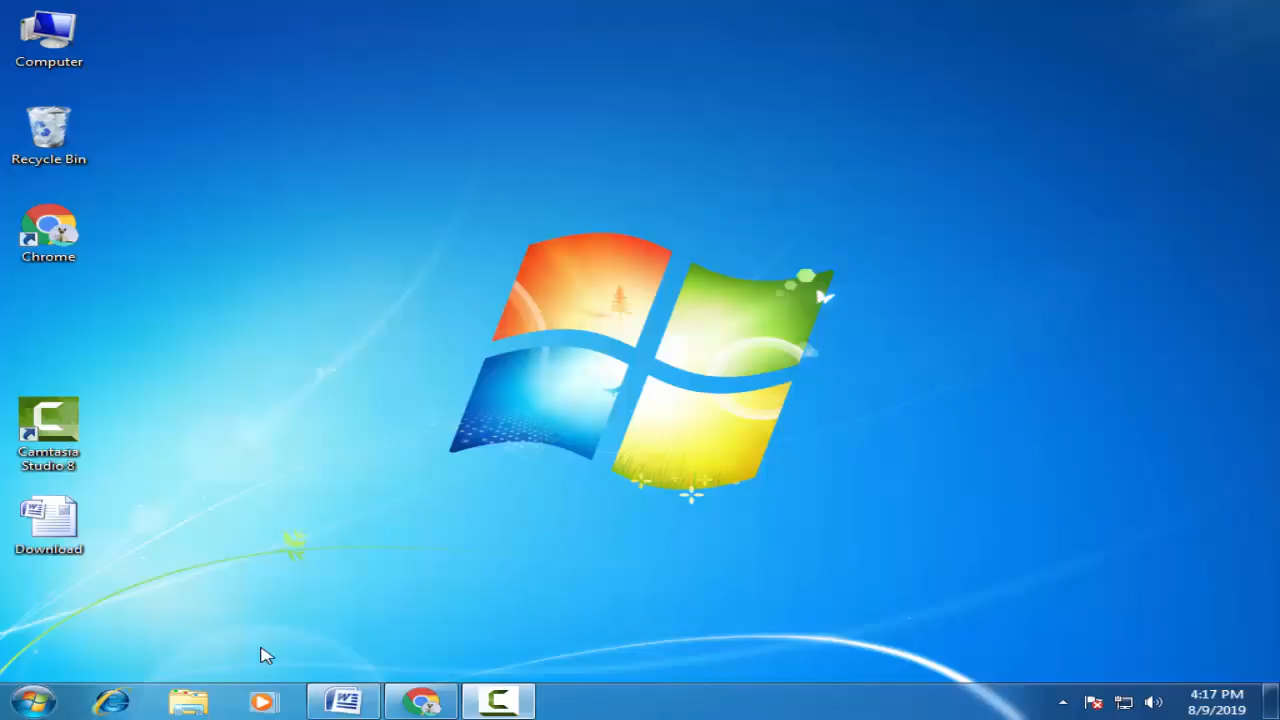 Computer
Recycle Bin
Chrome
Camtasia
Studio 8
Download
4:17 PM
8/9/2019